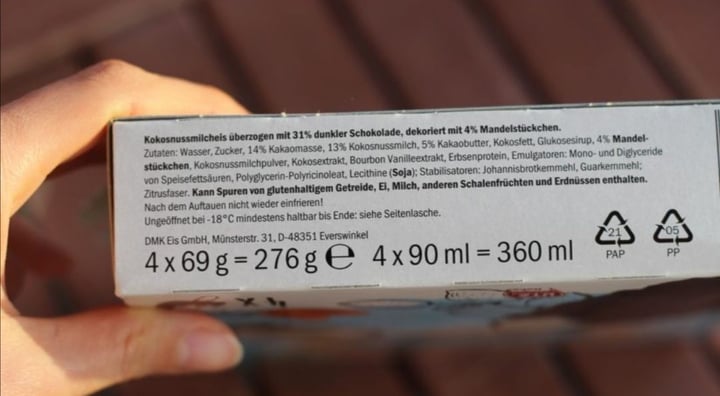 Kokosnussmilcheis überzogen mit 31% dunkler Schokolade, dekoriert mit 4% Mandelstückchen.
Zutaten: Wasser, Zucker, 14% Kakaomasse, 13% Kokosnussmilch, 5% Kakaobutter, Kokosfett, Glukosesirup, 4% Mandel-
stückchen, Kokosnussmilchpulver, Kokosextrakt, Bourbon Vanilleextrakt, Erbsenprotein, Emulgatoren: Mono- und Diglyceride
von Speisefettsäuren, Polyglycerin-Polyricinoleat, Lecithine (Soja); Stabilisatoren: Johannisbrotkernmehl, Guarkernmehl;
Zitrusfaser. Kann Spuren von glutenhaltigem Getreide, Ei, Milch, anderen Schalenfrüchten und Erdnüssen enthalten.
Nach dem Auftauen nicht wieder einfrieren!
Ungeöffnet bei -18°C mindestens haltbar bis Ende: siehe Seitenlasche.
DMK Eis GmbH, Münsterstr. 31, D-48351 Everswinkel
4 x 69 g = 276 g e 4 x 90 ml = 360 ml
21 PAP
05 PP